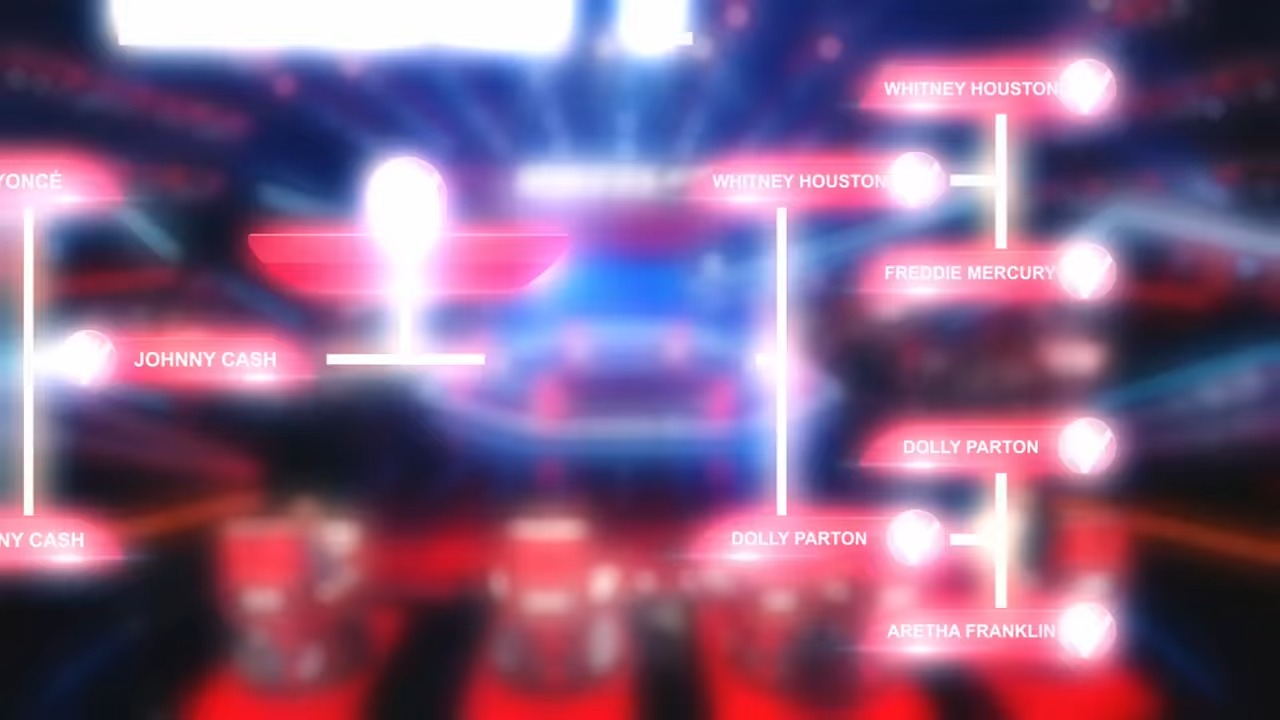 WHITNEY HOUSTON
YONCÉ
WHITNEY HOUSTON
FREDDIE MERCURY
JOHNNY CASH
DOLLY PARTON
NY CASH
DOLLY PARTON
ARETHA FRANKLIN